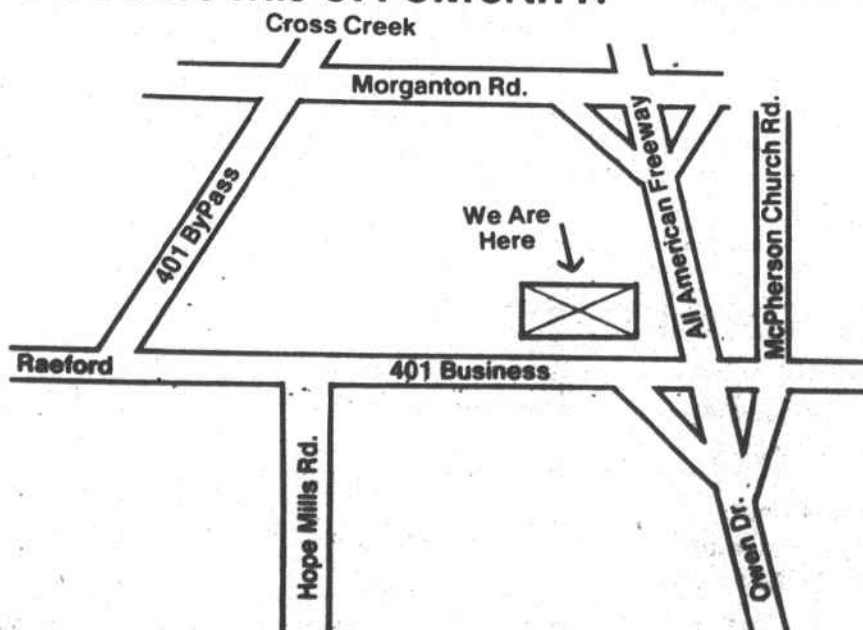 OPPORTUNITY!
Cross Creek
Morganton Rd.
401 ByPass
We Are
Here
All American Freeway
McPherson Church Rd.
Raeford
401 Business
Hope Mills Rd.
Owen Dr.